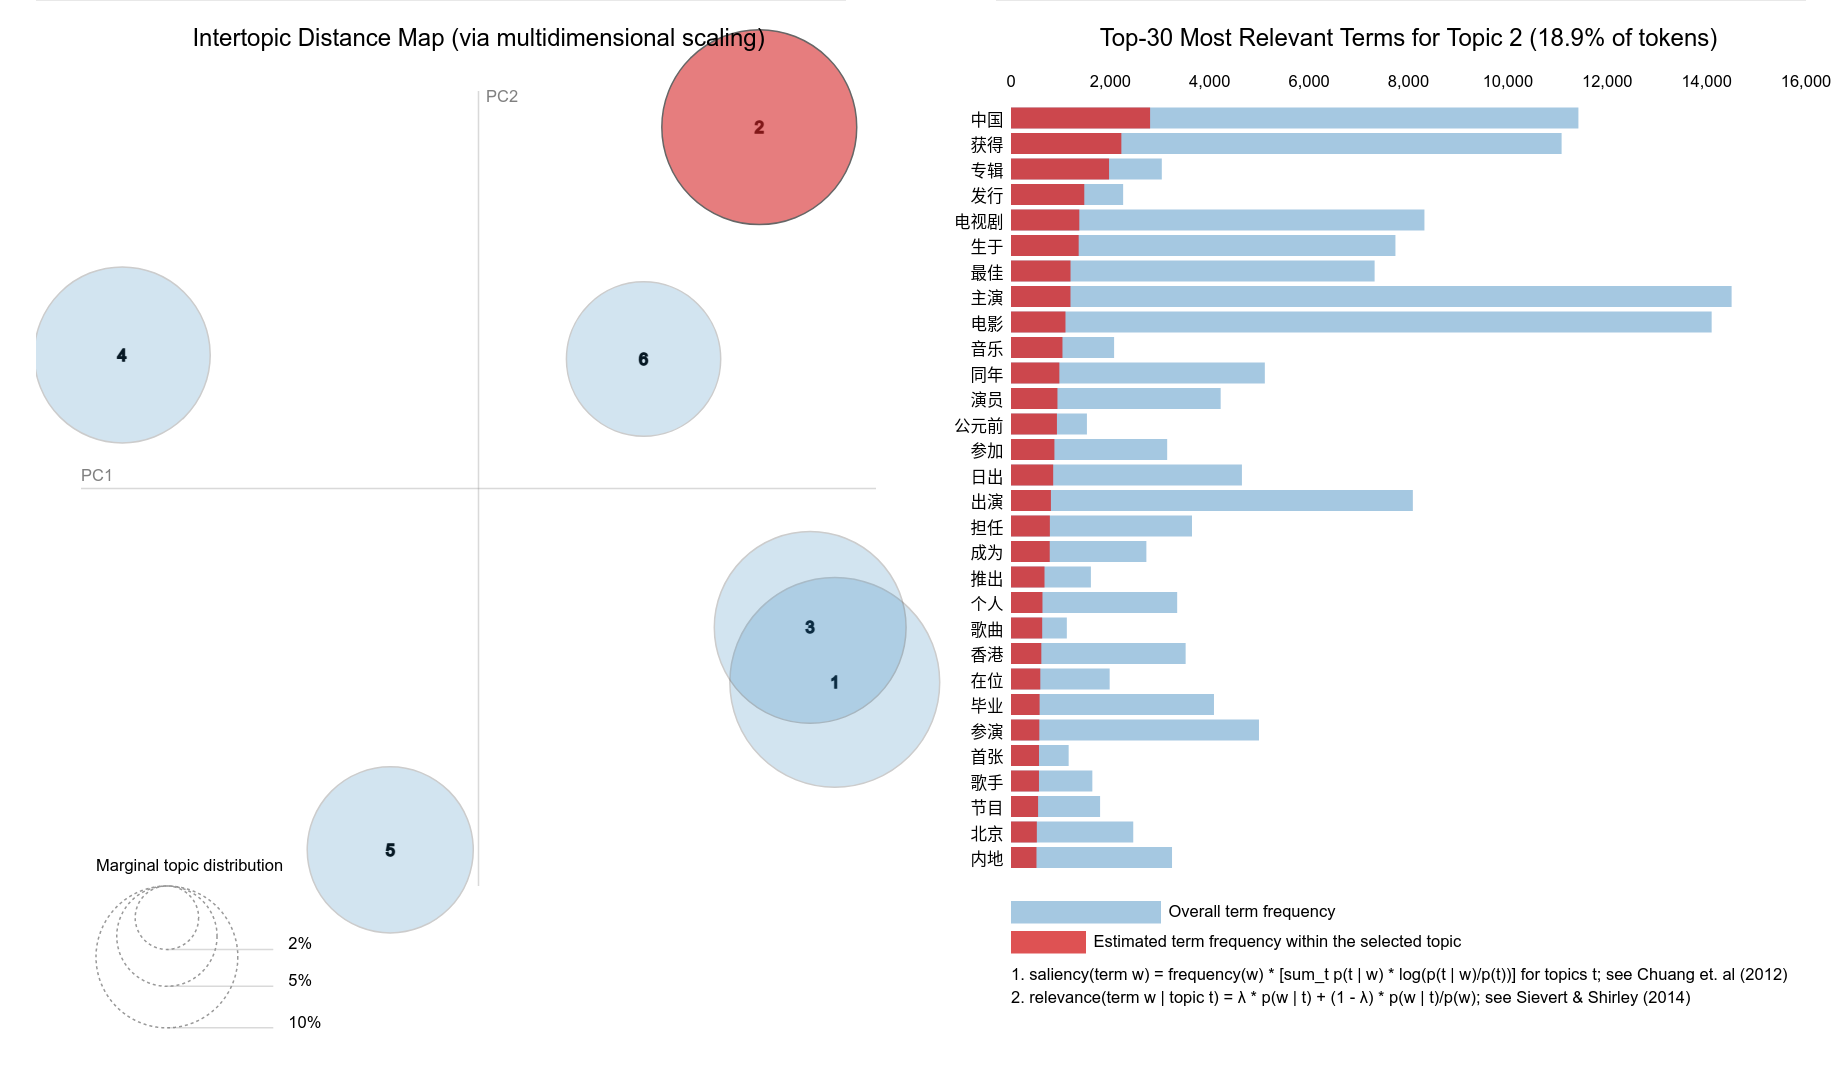 Intertopic Distance Map (via multidimensional scaling)
PC2
2
4
6
PC1
3
1
5
Marginal topic distribution
2%
5%
10%
Top-30 Most Relevant Terms for Topic 2 (18.9% of tokens)
0 2,000 4,000 6,000 8,000 10,000 12,000 14,000 16,000
中国
获得
专辑
发行
电视剧
生于
最佳
主演
电影
音乐
同年
演员
公元前
参加
日出
出演
担任
成为
推出
个人
歌曲
香港
在位
毕业
参演
首张
歌手
节目
北京
内地
Overall term frequency
Estimated term frequency within the selected topic
1. saliency(term w) = frequency(w) * [sum_t p(t | w) * log(p(t | w)/p(t))] for topics t; see Chuang et. al (2012)
2. relevance(term w | topic t) = λ * p(w | t) + (1 - λ) * p(w | t)/p(w); see Sievert & Shirley (2014)